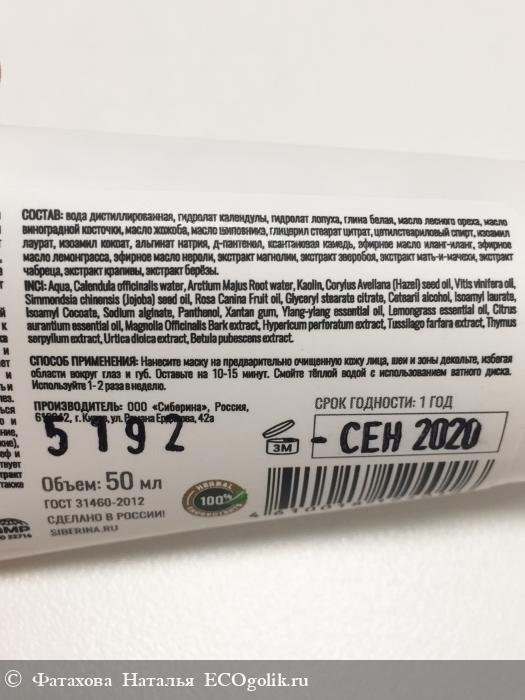 СОСТАВ: вода дистиллированная, гидролат календулы, гидролат лопуха, глина белая, масло лесного ореха, масло
виноградной косточки, масло жожоба, масло шиповника, глицерил стеарат цитрат, цетилстеариловый спирт, изоамил
лаурат, изоамил кокоат, альгинат натрия, д-пантенол, ксантановая камедь, эфирное масло иланг-иланг, эфирное
масло лемонграсса, эфирное масло нероли, экстракт магнолии, экстракт зверобоя, экстракт мать-и-мачехи, экстракт
чабреца, экстракт крапивы, экстракт берёзы.
INCI: Aqua, Calendula officinalis water, Arctium Majus Root water, Kaolin, Corylus Avellana (Hazel) seed oil, Vitis vinifera oil,
Simmondsia chinensis (Jojoba) seed oil, Rosa Canina Fruit oil, Glyceryl stearate citrate, Cetearil alcohol, Isoamyl laurate,
Isoamyl Cocoate, Sodium alginate, Panthenol, Xantan gum, Ylang-ylang essential oil, Lemongrass essential oil, Citrus
aurantium essential oil, Magnolia Officinalis Bark extract, Hypericum perforatum extract, Tussilago farfara extract, Thymus
serpyllum extract, Urtica dioica extract, Betula pubescens extract.
СПОСОБ ПРИМЕНЕНИЯ: Нанесите маску на предварительно очищенную кожу лица, шеи и зоны декольте, избегая
области вокруг глаз и губ. Оставьте на 10-15 минут. Смойте тёплой водой с использованием ватного диска.
Используйте 1-2 раза в неделю.
ПРОИЗВОДИТЕЛЬ: ООО «Сиберина», Россия,
г. ул. 42а
5192
СРОК ГОДНОСТИ: 1 ГОД
3М
- СЕН 2020
Объем: 50 мл
ГОСТ 31460-2012
СДЕЛАНО В РОССИИ!
SIBERINA.RU
HERBAL
100%
GMP
© Фатахова Наталья ECOgolik.ru